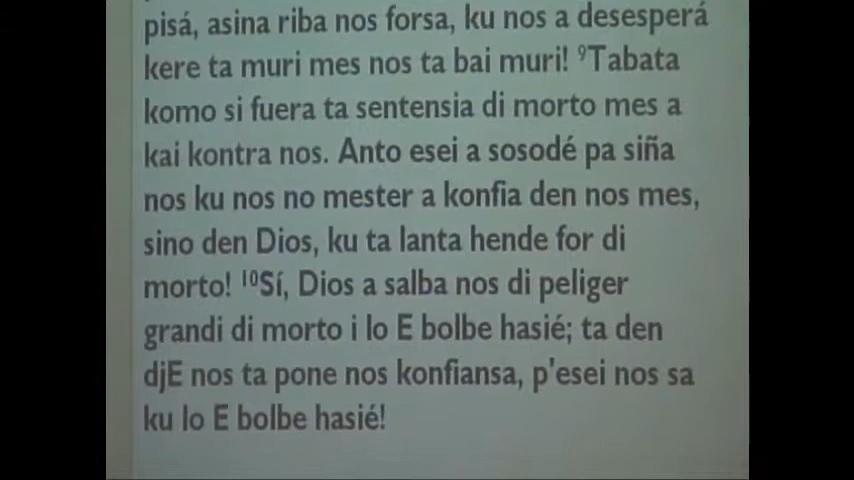 pisá, asina riba nos forsa, ku nos a desesperá
kere ta muri mes nos ta bai muri! ⁹Tabata
komo si fuera ta sentensia di morto mes a
kai kontra nos. Anto esei a sosodé pa siña
nos ku nos no mester a konfia den nos mes,
sino den Dios, ku ta lanta hende for di
morto! ¹⁰Sí, Dios a salba nos di peliger
grandi di morto i lo E bolbe hasié; ta den
djE nos ta pone nos konfiansa, p'esei nos sa
ku lo E bolbe hasié!